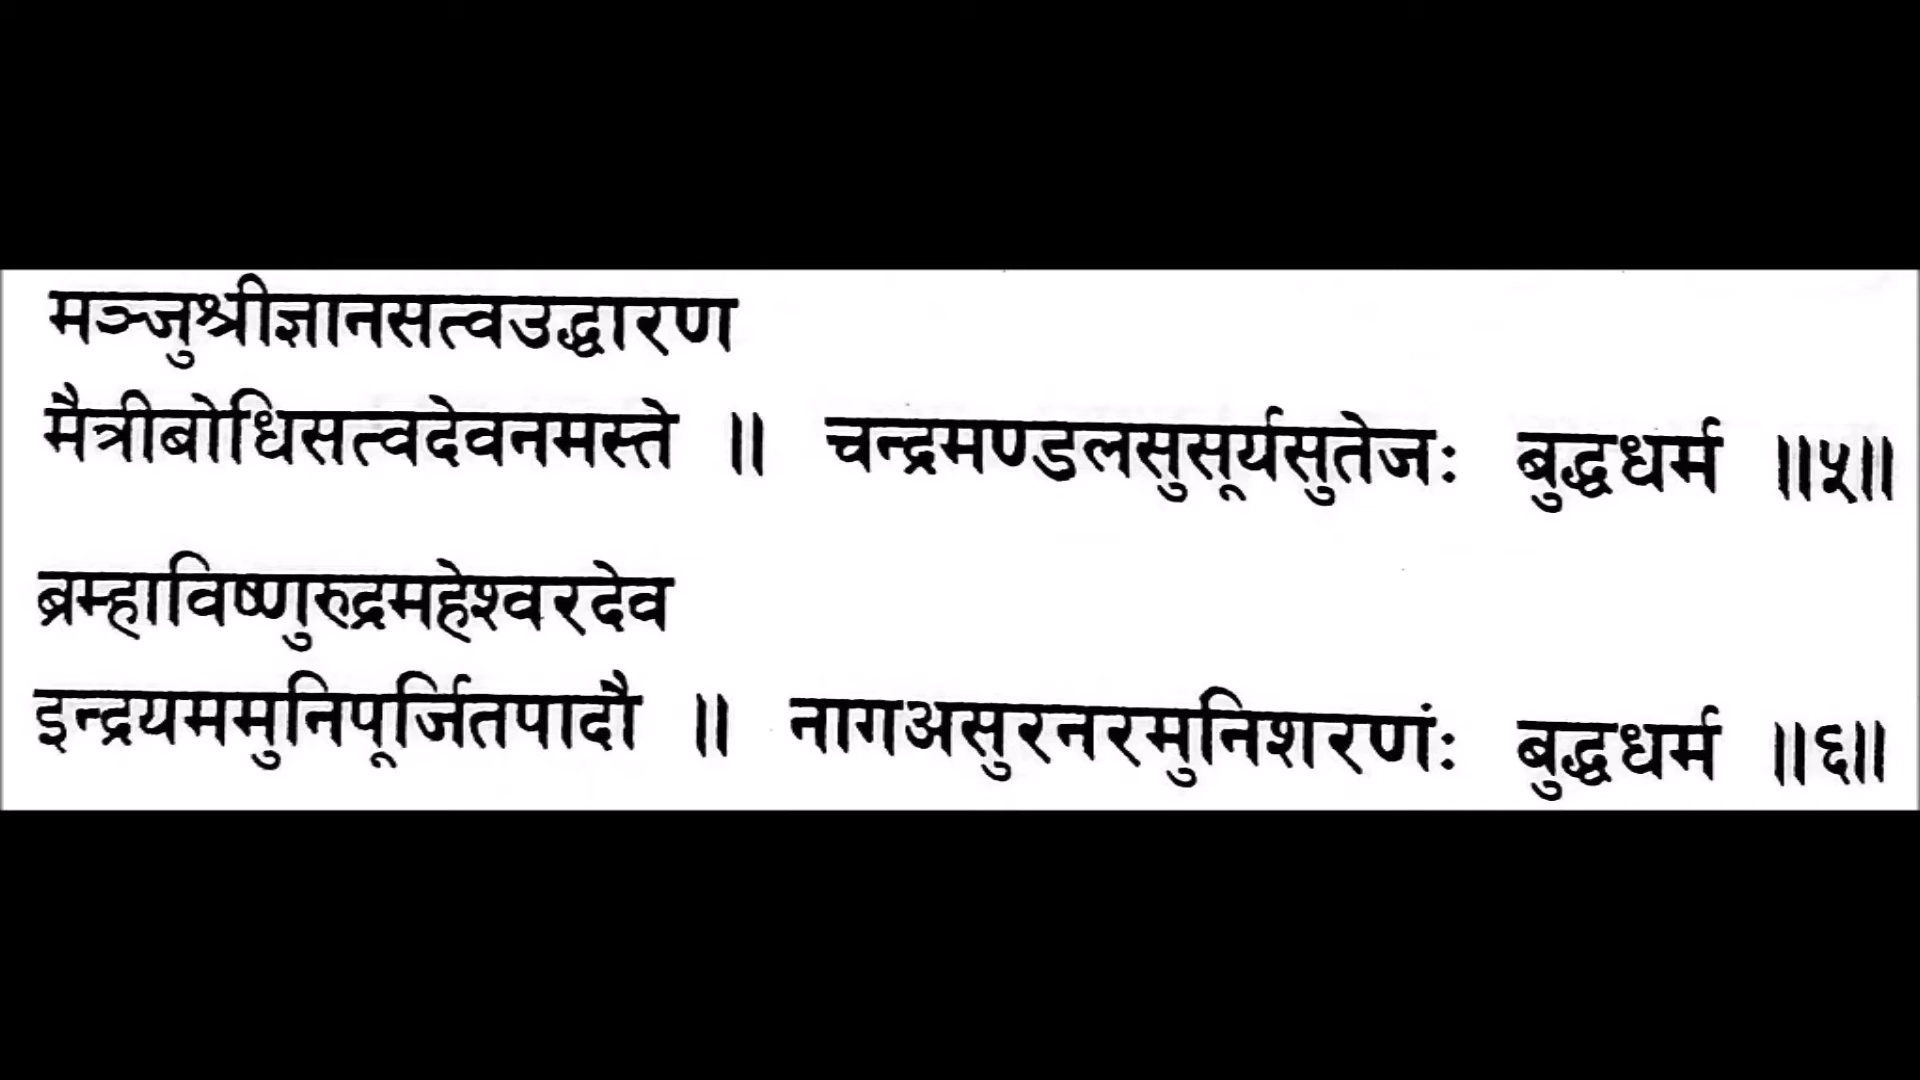 मञ्जुश्रीज्ञानसत्वउद्धारण
मैत्रीबोधिसत्वदेवनमस्ते ॥ चन्द्रमण्डलसुसूर्यसुतेजः बुद्धधर्म ॥५॥
ब्रम्हाविष्णुरुद्रमहेश्वरदेव
इन्द्रयममुनिपूर्जितपादौ ॥ नागअसुरनरमुनिशरणंः बुद्धधर्म ॥६॥